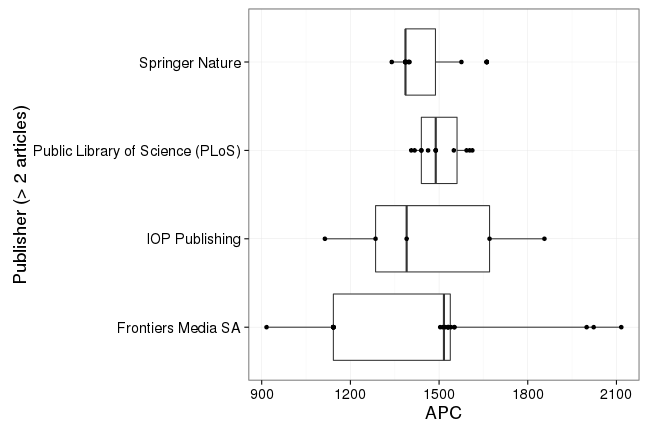 Publisher (> 2 articles)
Springer Nature
Public Library of Science (PLoS)
IOP Publishing
Frontiers Media SA
900 1200 1500 1800 2100
APC